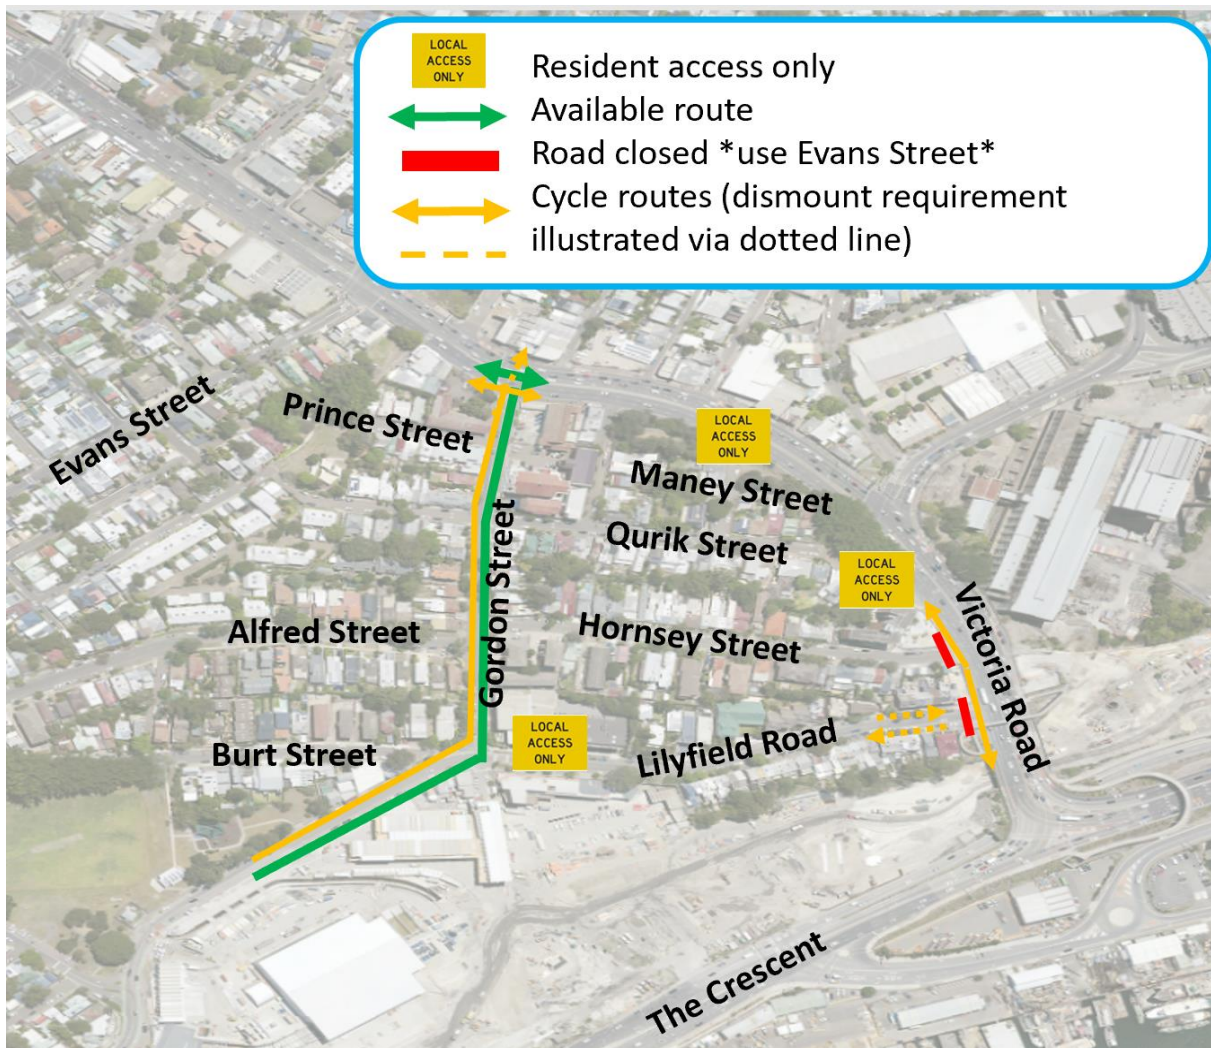 LOCAL
ACCESS
ONLY
Resident access only
Available route
Road closed *use Evans Street*
Cycle routes (dismount requirement
illustrated via dotted line)
Evans Street
Prince Street
LOCAL
ACCESS
ONLY
Maney Street
Qurik Street
Gordon Street
LOCAL
ACCESS
ONLY
Alfred Street
Hornsey Street
Victoria Road
Burt Street
LOCAL
ACCESS
ONLY
Lilyfield Road
The Crescent